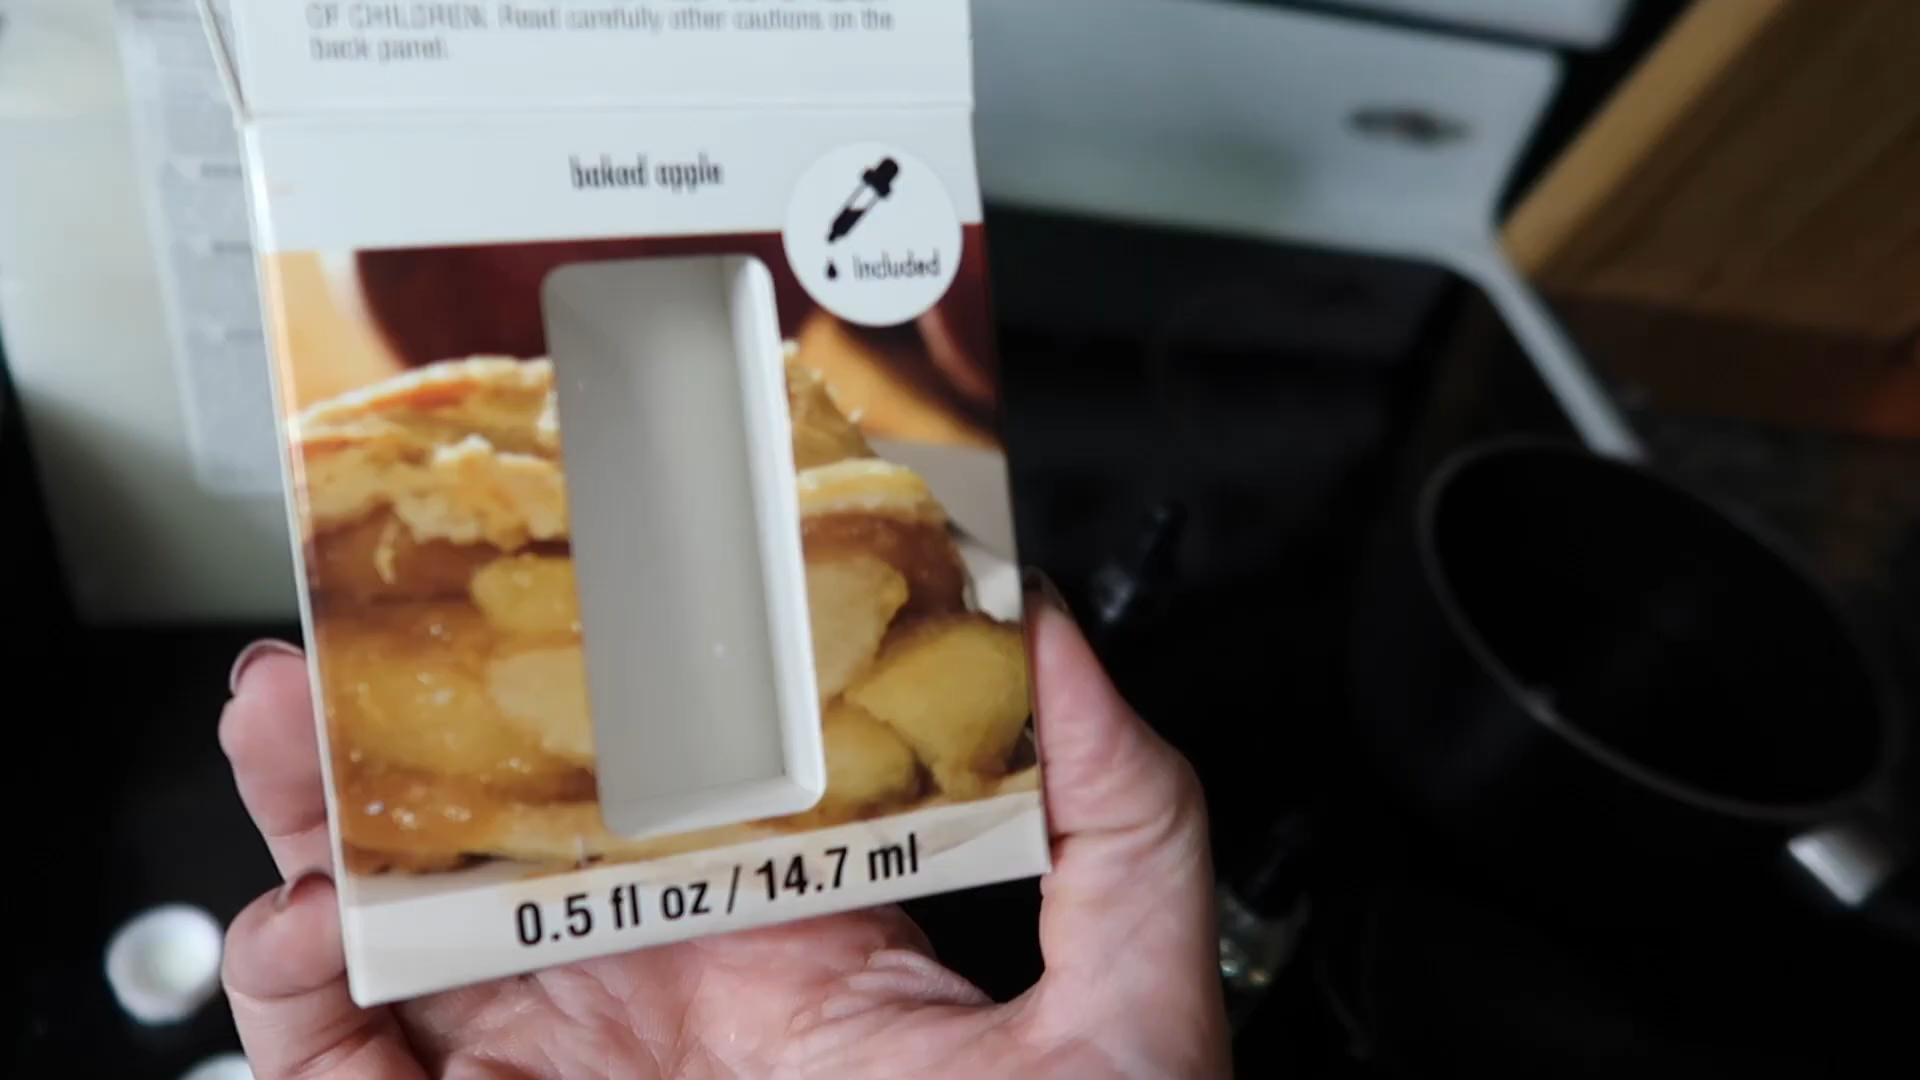 OF CHILDREN. Read carefully other cautions on the
back panel.
baked apple
Included
0.5 fl oz / 14.7 ml